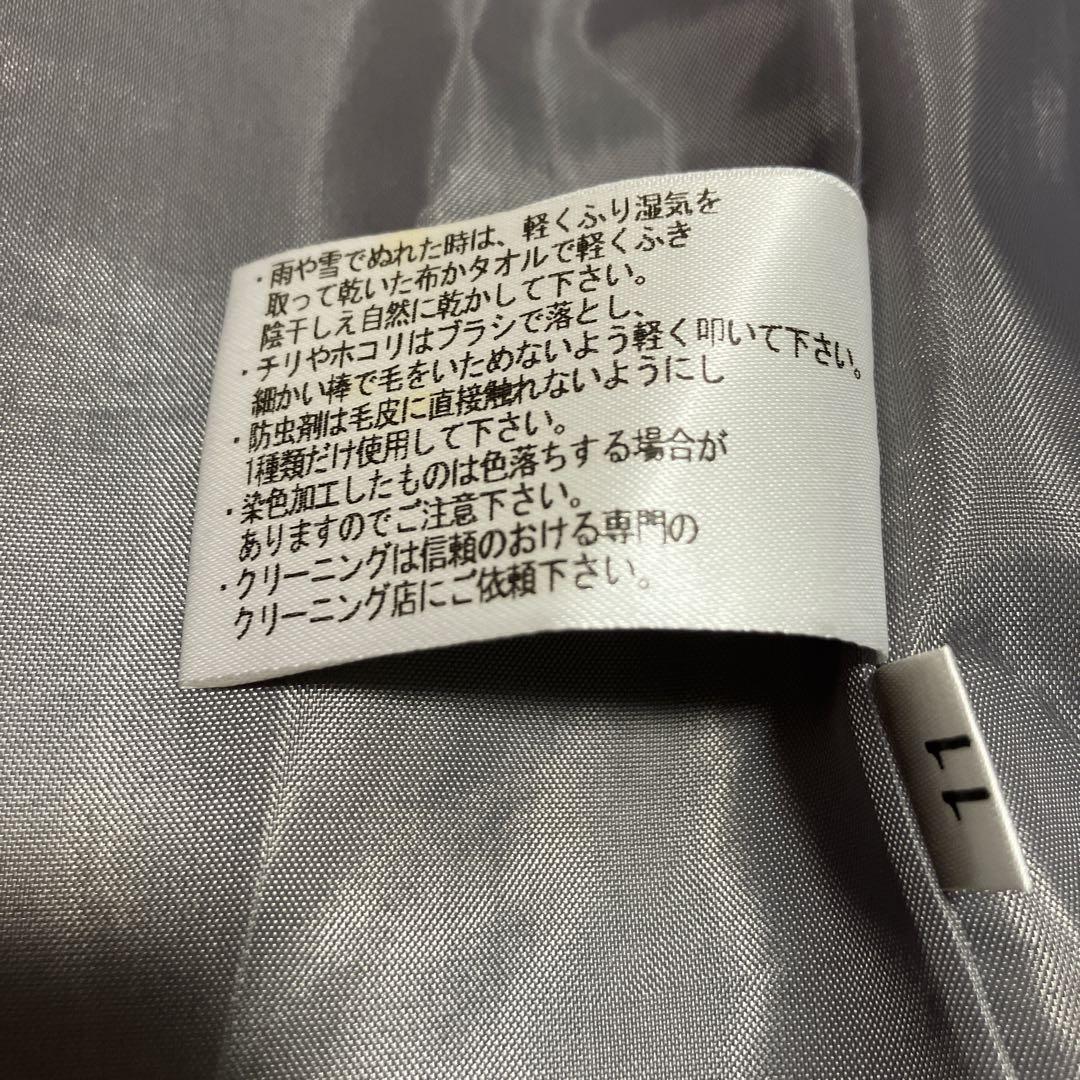 ・雨や雪でぬれた時は、軽くふり湿気を
取って乾いた布かタオルで軽くふき
陰干しえ自然に乾かして下さい。
・チリやホコリはブラシで落とし、
細かい棒で毛をいためないよう軽く叩いて下さい。
・防虫剤は毛皮に直接触れないようにし
1種類だけ使用して下さい。
・染色加工したものは色落ちする場合が
ありますのでご注意下さい。
・クリーニングは信頼のおける専門の
クリーニング店にご依頼下さい。
11